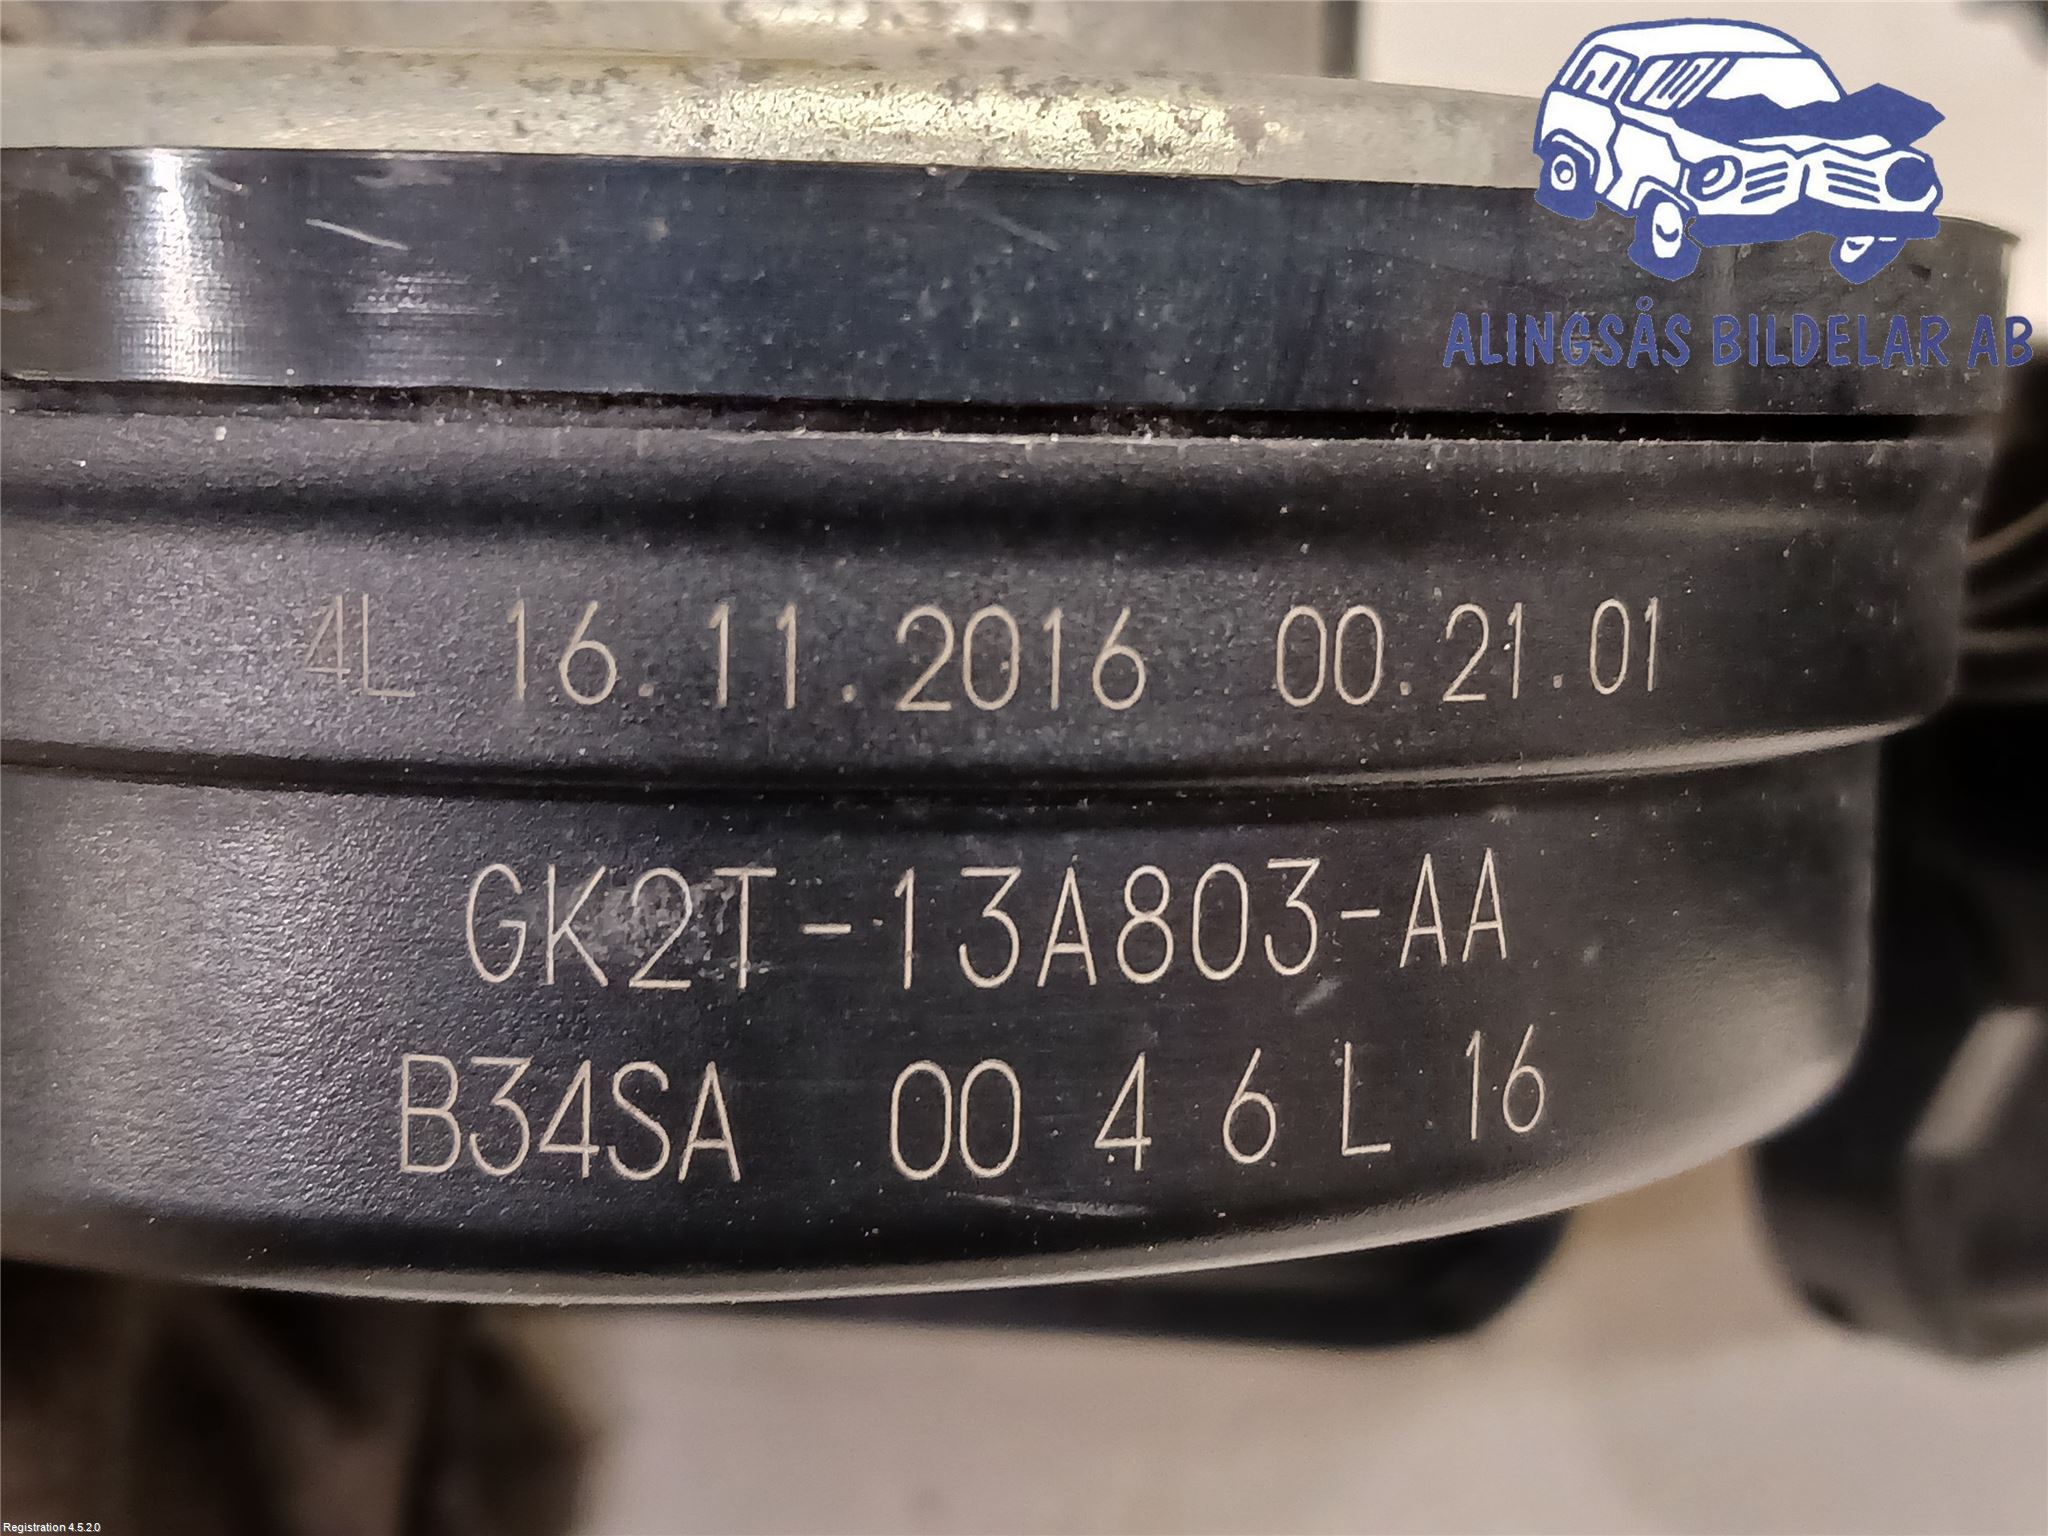 ALINGSÅS BILDELAR AB
4L 16.11.2016 00.21.01
GK2T-13A803-AA
B34SA 00 4 6 L 16
Registration 4.5.2.0